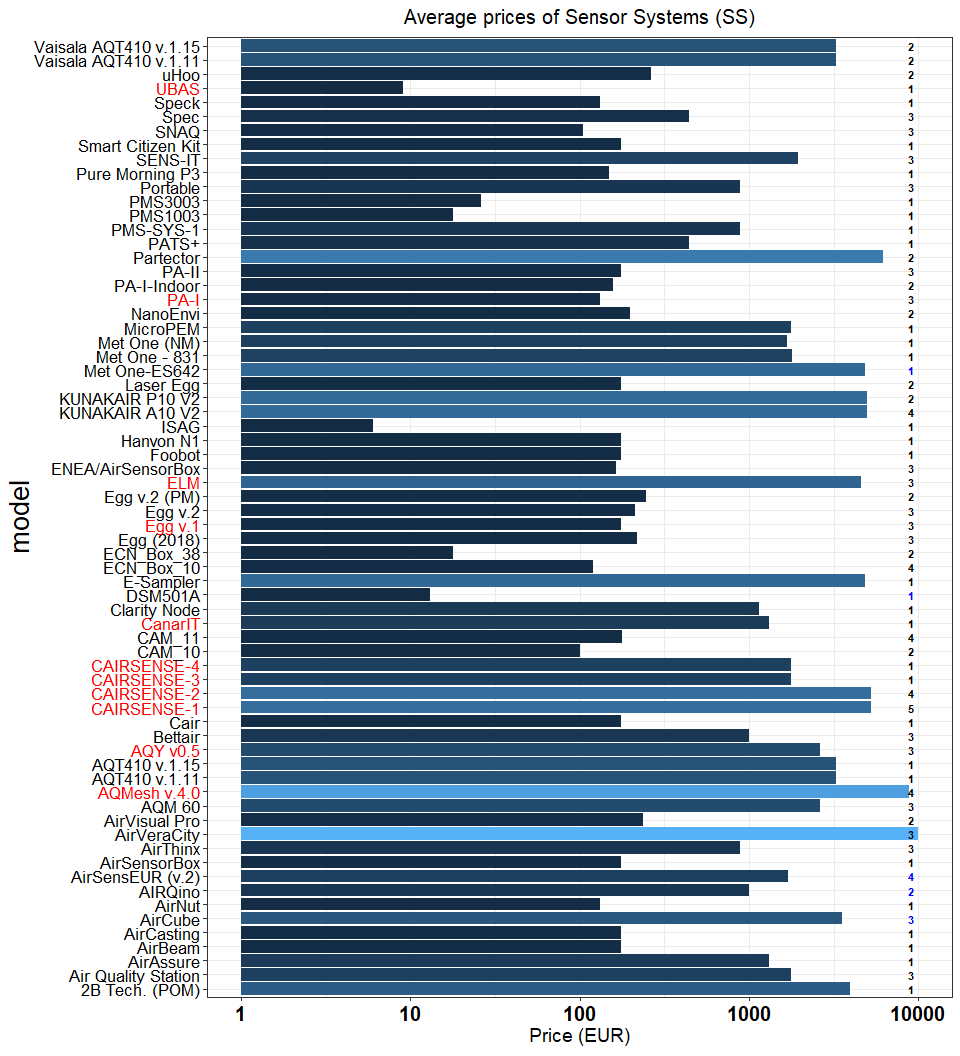 Average prices of Sensor Systems (SS)
Vaisala AQT410 v.1.15 2
Vaisala AQT410 v.1.11 2
uHoo 2
UBAS 1
Speck 1
Spec 3
SNAQ 3
Smart Citizen Kit 1
SENS-IT 3
Pure Morning P3 1
Portable 3
PMS3003 1
PMS1003 1
PMS-SYS-1 1
PATS+ 1
Partector 2
PA-II 3
PA-I-Indoor 2
PA-I 3
NanoEnvi 2
MicroPEM 1
Met One (NM) 1
Met One - 831 1
Met One-ES642 1
Laser Egg 2
KUNAKAIR P10 V2 2
KUNAKAIR A10 V2 4
ISAG 1
Hanvon N1 1
Foobot 1
ENEA/AirSensorBox 3
ELM 3
Egg v.2 (PM) 2
Egg v.2 3
Egg v.1 3
Egg (2018) 3
ECN_Box_38 2
ECN_Box_10 4
E-Sampler 1
DSM501A 1
Clarity Node 1
CanarIT 1
CAM_11 4
CAM_10 2
CAIRSENSE-4 1
CAIRSENSE-3 1
CAIRSENSE-2 4
CAIRSENSE-1 5
Cair 1
Bettair 3
AQY v0.5 3
AQT410 v.1.15 1
AQT410 v.1.11 1
AQMesh v.4.0 4
AQM 60 3
AirVisual Pro 2
AirVeraCity 3
AirThinx 3
AirSensorBox 1
AirSensEUR (v.2) 4
AIRQino 2
AirNut 1
AirCube 3
AirCasting 1
AirBeam 1
AirAssure 1
Air Quality Station 3
2B Tech. (POM) 1
model
1 10 100 1000 10000
Price (EUR)